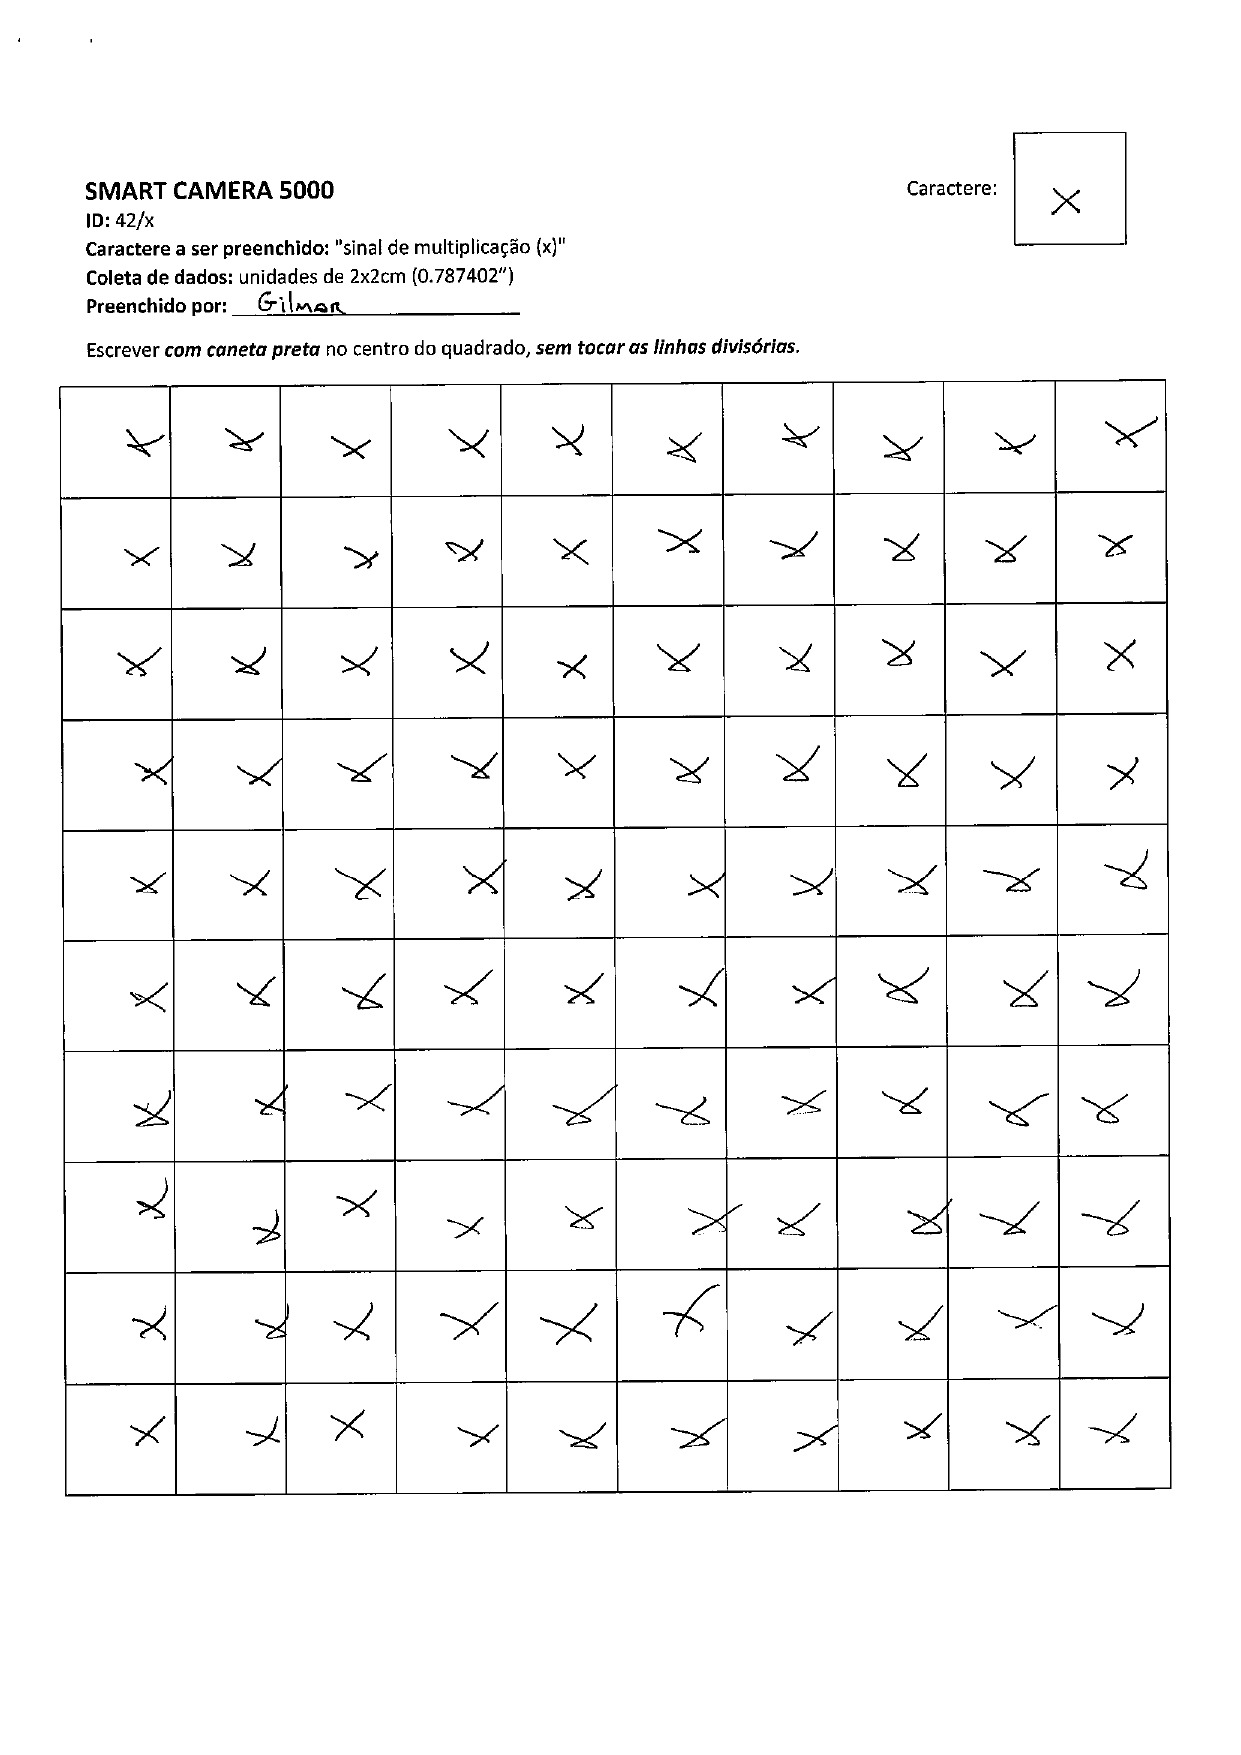 SMART CAMERA 5000
Caractere: x
ID: 42/x
Caractere a ser preenchido: "sinal de multiplicação (x)"
Coleta de dados: unidades de 2x2cm (0.787402”)
Preenchido por: Gilmar
Escrever com caneta preta no centro do quadrado, sem tocar as linhas divisórias.
x x x x x x x x x x
x x x x x x x x x x
x x x x x x x x x x
x x x x x x x x x x
x x x x x x x x x x
x x x x x x x x x x
x x x x x x x x x x
x x x x x x x x x x
x x x x x x x x x x
x x x x x x x x x x